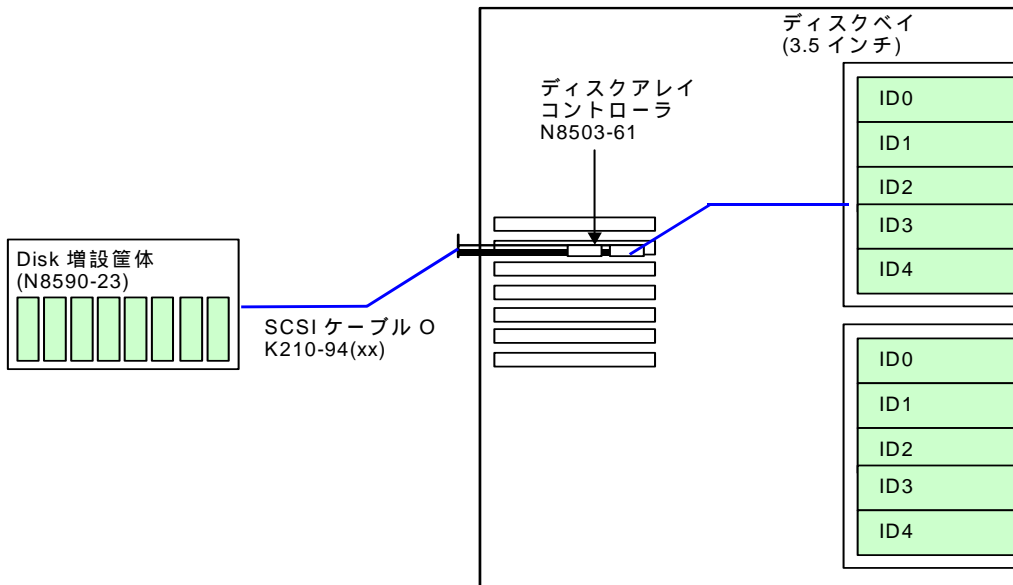 ディスクベイ
(3.5 インチ)
ディスクアレイ
コントローラ
N8503-61
ID0
ID1
ID2
ID3
ID4
Disk 増設筐体
(N8590-23)
SCSI ケーブル O
K210-94(xx)
ID0
ID1
ID2
ID3
ID4